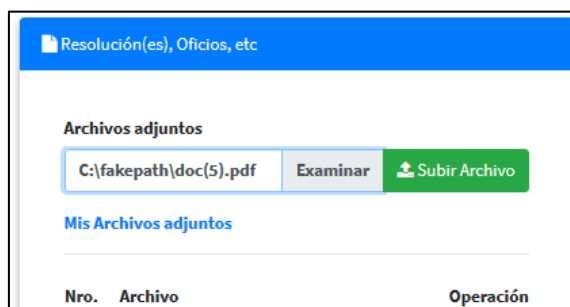 Resolución(es), Oficios, etc
Archivos adjuntos
C:\fakepath\doc(5).pdf Examinar Subir Archivo
Mis Archivos adjuntos
Nro. Archivo Operación